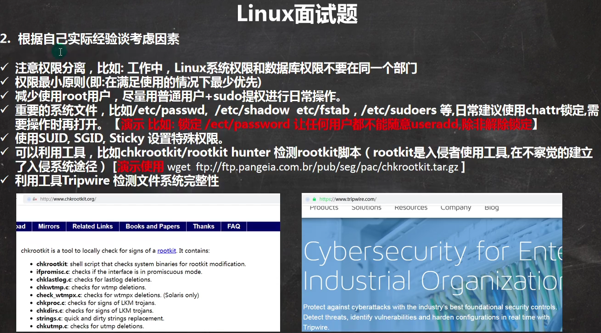 Linux面试题
2. 根据自己实际经验谈考虑因素
✓ 注意权限分离，比如: 工作中，Linux系统权限和数据库权限不要在同一个部门
✓ 权限最小原则(即:在满足使用的情况下最少优先)
✓ 减少使用root用户，尽量用普通用户+sudo提权进行日常操作。
✓ 重要的系统文件，比如/etc/passwd, /etc/shadow etc/fstab，/etc/sudoers 等,日常建议使用chattr锁定,需
要操作时再打开。【演示 比如: 锁定 /ect/password 让任何用户都不能随意useradd,除非解除锁定】
✓ 使用SUID, SGID, Sticky 设置特殊权限。
✓ 可以利用工具，比如chkrootkit/rootkit hunter 检测rootkit脚本（rootkit是入侵者使用工具,在不察觉的建立
了入侵系统途径）[演示使用 wget ftp://ftp.pangeia.com.br/pub/seg/pac/chkrootkit.tar.gz ]
✓ 利用工具Tripwire 检测文件系统完整性
http://www.chkrootkit.org/
oad Mirrors Related Links Books and Papers Thanks FAQ
chkrootkit is a tool to locally check for signs of a rootkit. It contains:
• chkrootkit: shell script that checks system binaries for rootkit modification.
• ifpromisc.c: checks if the interface is in promiscuous mode.
• chklastlog.c: checks for lastlog deletions.
• chkwtmp.c: checks for wtmp deletions.
• check_wtmpx.c: checks for wtmpx deletions. (Solaris only)
• chkproc.c: checks for signs of LKM trojans.
• chkdirs.c: checks for signs of LKM trojans.
• strings.c: quick and dirty strings replacement.
• chkutmp.c: checks for utmp deletions.
https://www.tripwire.com/
Products Solutions Resources Company Blog
Cybersecurity for Ente
Industrial Organization
Protect against cyberattacks with the industry's best foundational security controls.
Detect threats, identify vulnerabilities and harden configurations in real time with
Tripwire.